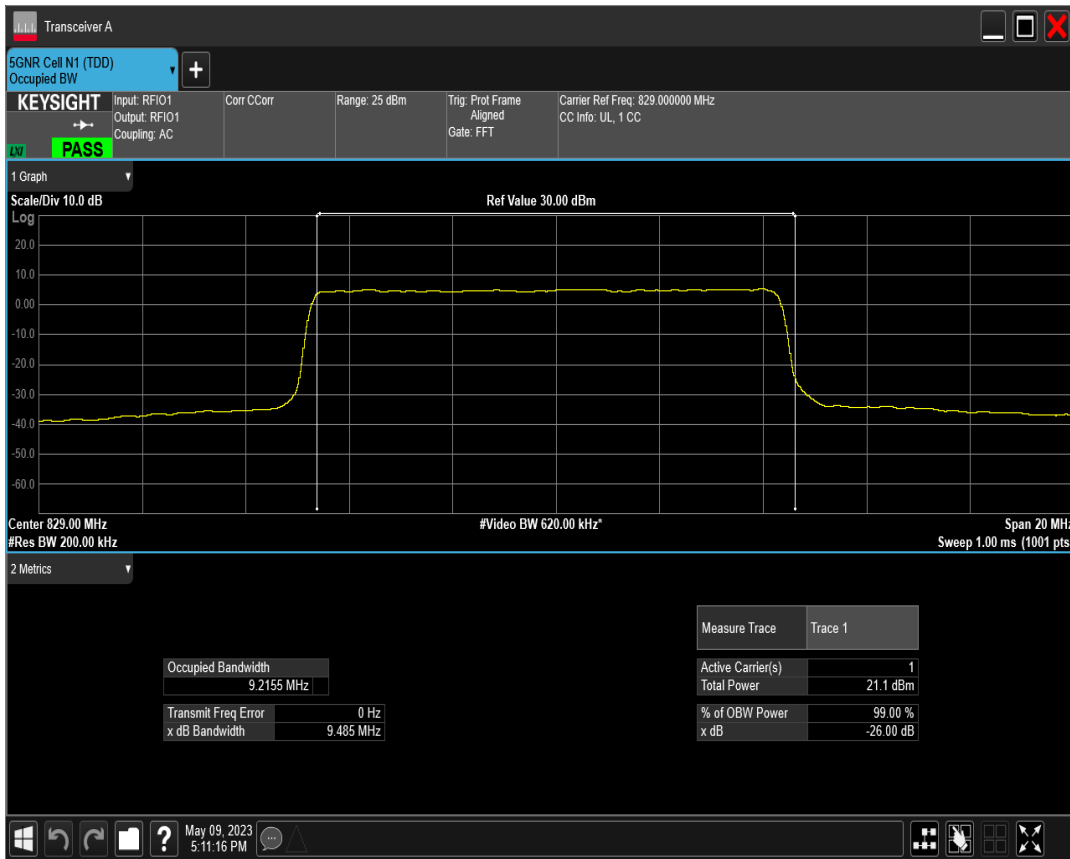 Transceiver A
5GNR Cell N1 (TDD)
Occupied BW
+
KEYSIGHT
LXI
PASS
Input: RFIO1
Output: RFIO1
Coupling: AC
Corr CCorr
Range: 25 dBm
Trig: Prot Frame
Aligned
Gate: FFT
Carrier Ref Freq: 829.000000 MHz
CC Info: UL, 1 CC
1 Graph
Scale/Div 10.0 dB
Ref Value 30.00 dBm
Log
20.0
10.0
0.00
-10.0
-20.0
-30.0
-40.0
-50.0
-60.0
Center 829.00 MHz
#Video BW 620.00 kHz*
Span 20 MHz
#Res BW 200.00 kHz
Sweep 1.00 ms (1001 pts
2 Metrics
Measure Trace Trace 1
Occupied Bandwidth
9.2155 MHz
Active Carrier(s) 1
Total Power 21.1 dBm
Transmit Freq Error 0 Hz
x dB Bandwidth 9.485 MHz
% of OBW Power 99.00 %
x dB -26.00 dB
?
May 09, 2023
5:11:16 PM